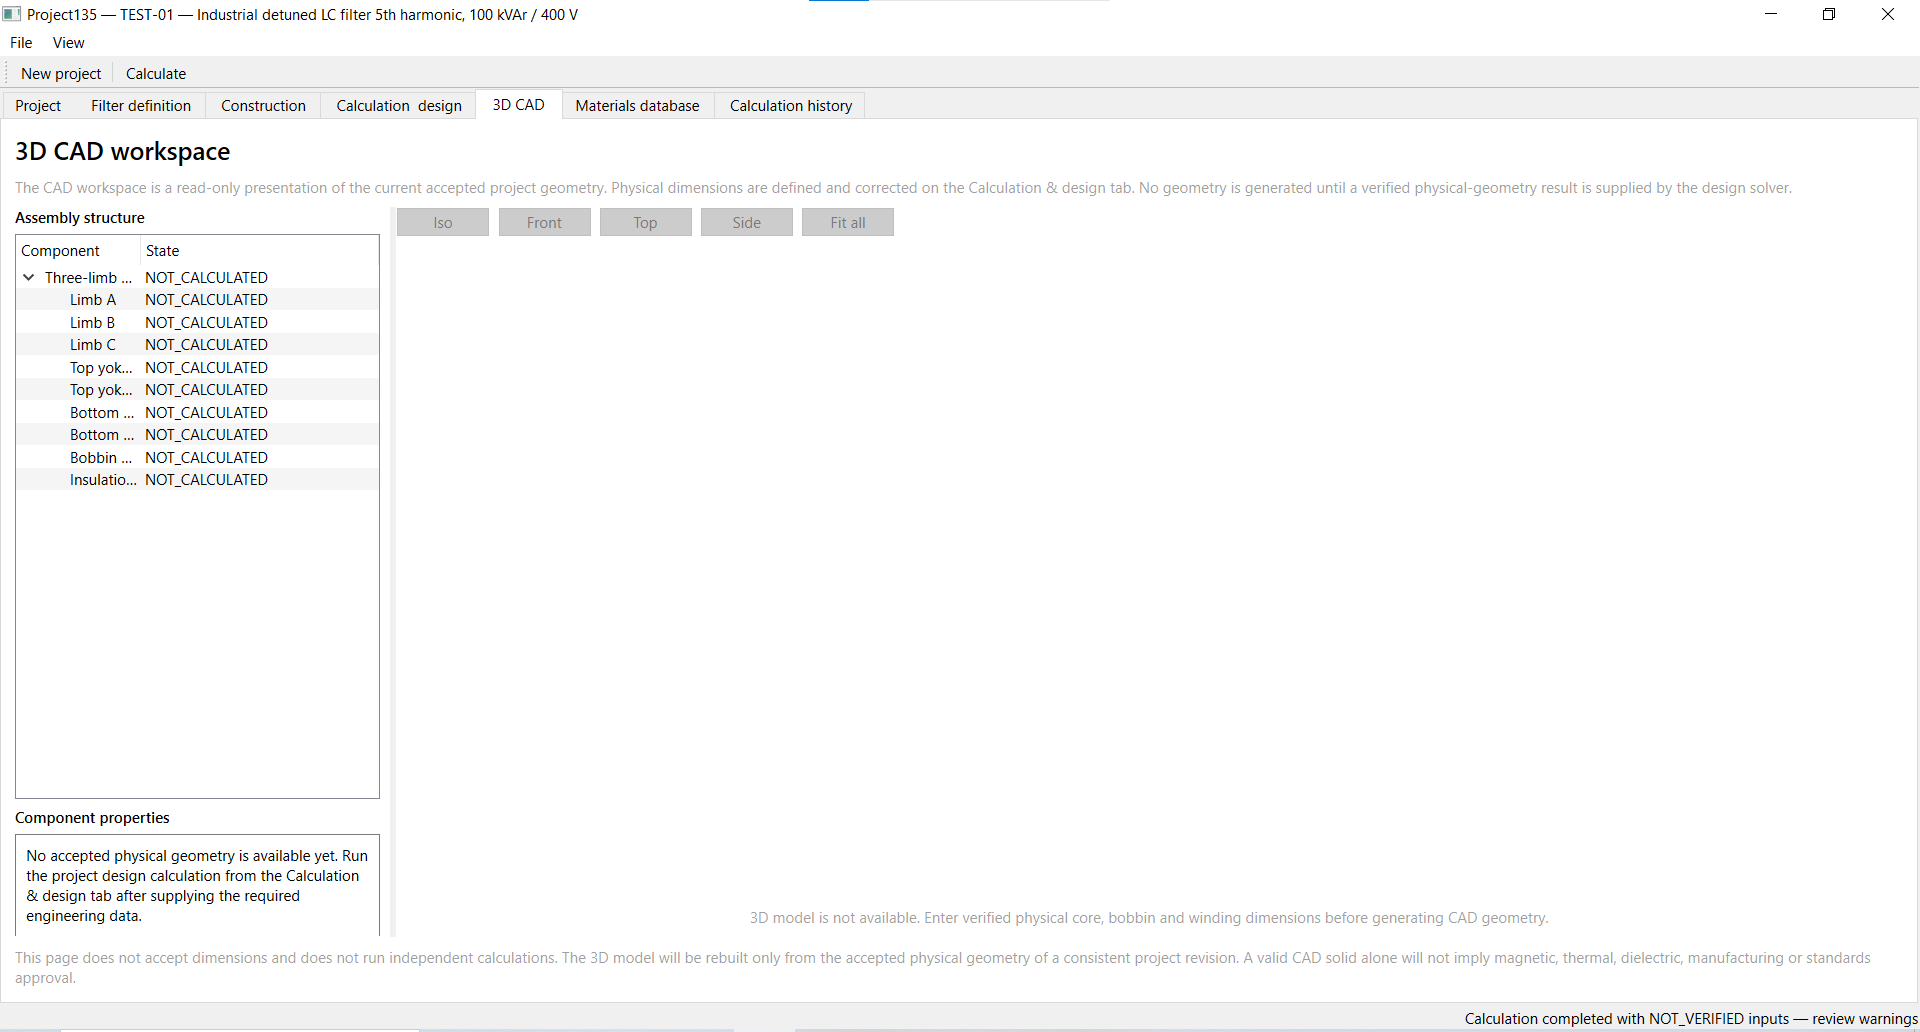 Project135 — TEST-01 — Industrial detuned LC filter 5th harmonic, 100 kVAr / 400 V
File View
New project Calculate
Project Filter definition Construction Calculation design 3D CAD Materials database Calculation history
3D CAD workspace
The CAD workspace is a read-only presentation of the current accepted project geometry. Physical dimensions are defined and corrected on the Calculation & design tab. No geometry is generated until a verified physical-geometry result is supplied by the design solver.
Assembly structure
Iso Front Top Side Fit all
Component State
Three-limb ... NOT_CALCULATED
Limb A NOT_CALCULATED
Limb B NOT_CALCULATED
Limb C NOT_CALCULATED
Top yok... NOT_CALCULATED
Top yok... NOT_CALCULATED
Bottom ... NOT_CALCULATED
Bottom ... NOT_CALCULATED
Bobbin ... NOT_CALCULATED
Insulatio... NOT_CALCULATED
Component properties
No accepted physical geometry is available yet. Run
the project design calculation from the Calculation
& design tab after supplying the required
engineering data.
3D model is not available. Enter verified physical core, bobbin and winding dimensions before generating CAD geometry.
This page does not accept dimensions and does not run independent calculations. The 3D model will be rebuilt only from the accepted physical geometry of a consistent project revision. A valid CAD solid alone will not imply magnetic, thermal, dielectric, manufacturing or standards
approval.
Calculation completed with NOT_VERIFIED inputs — review warnings